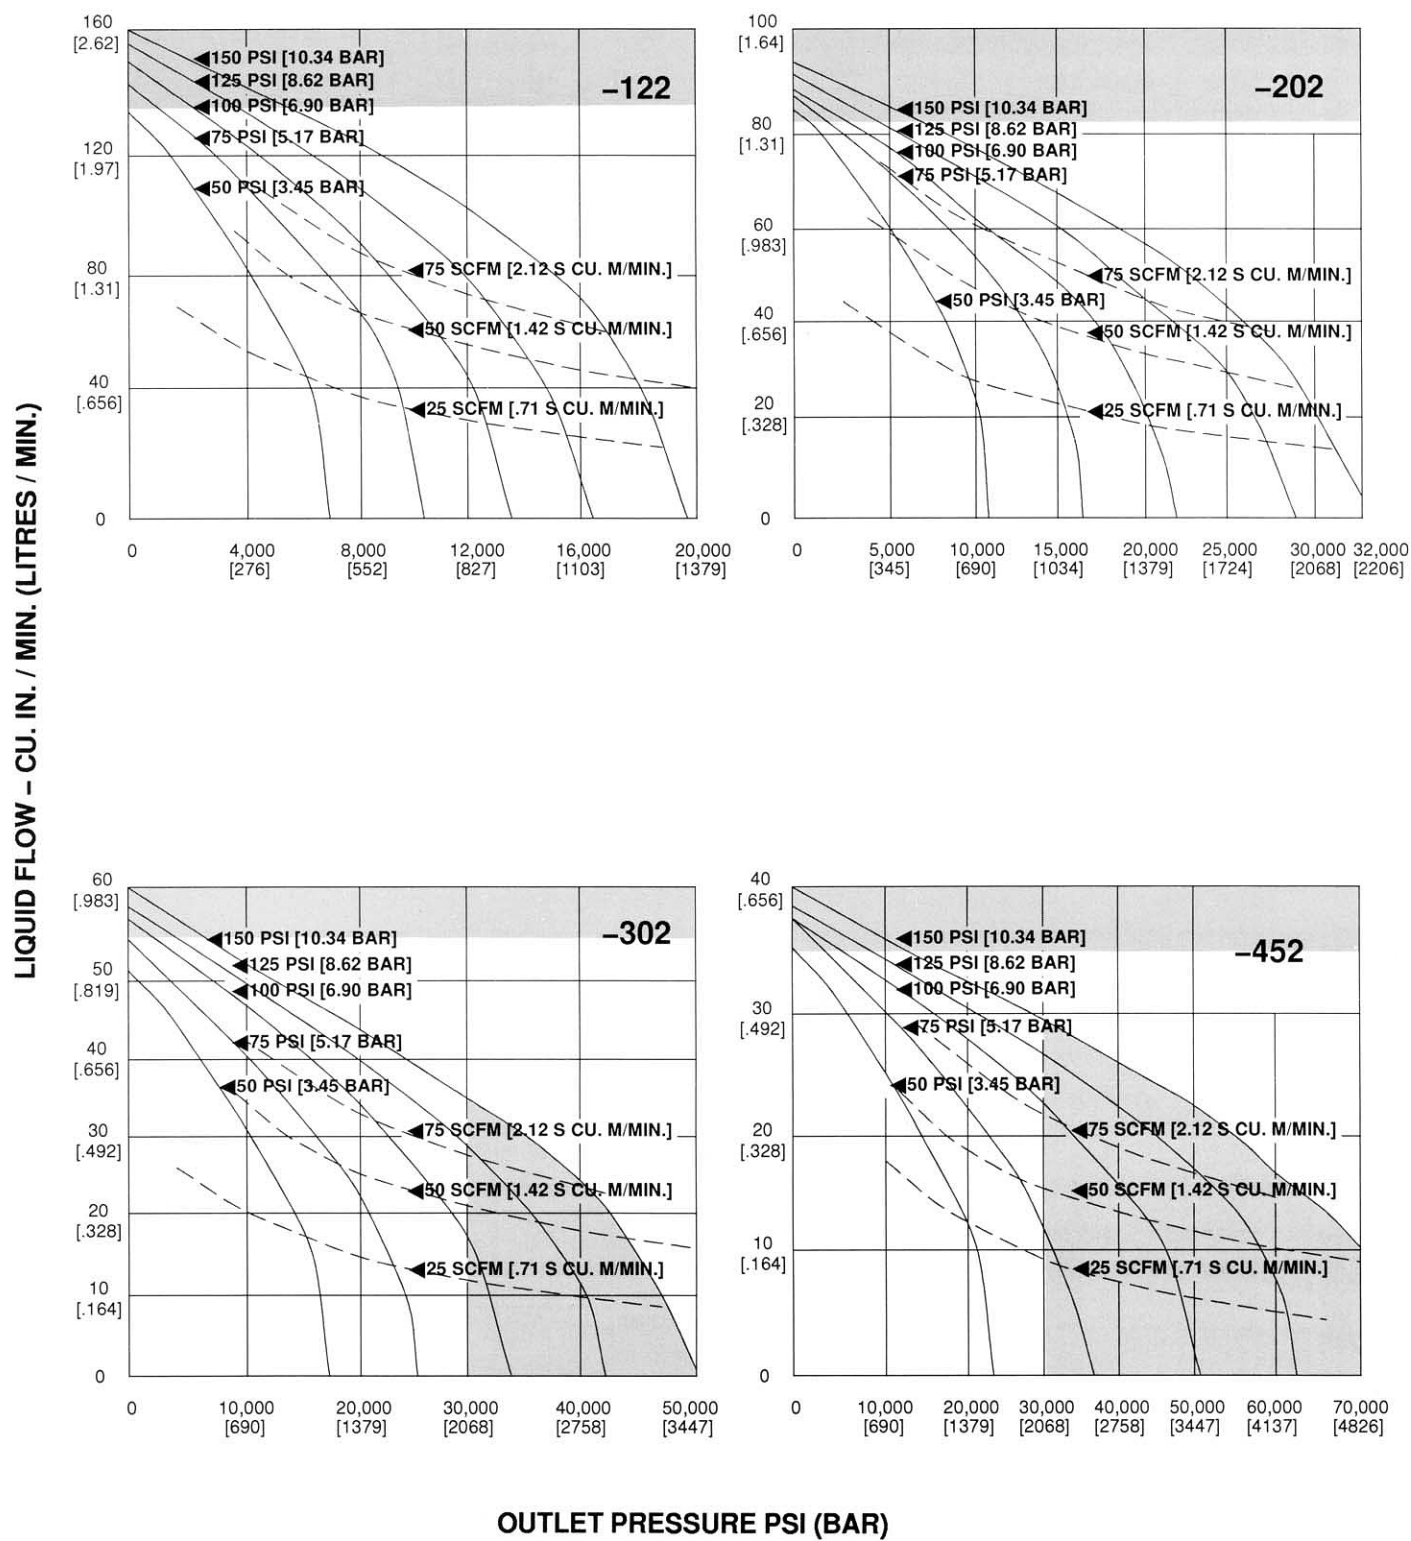 LIQUID FLOW – CU. IN. / MIN. (LITRES / MIN.)
160
[2.62]
120
[1.97]
80
[1.31]
40
[.656]
0
–122
150 PSI [10.34 BAR]
125 PSI [8.62 BAR]
100 PSI [6.90 BAR]
75 PSI [5.17 BAR]
50 PSI [3.45 BAR]
75 SCFM [2.12 S CU. M/MIN.]
50 SCFM [1.42 S CU. M/MIN.]
25 SCFM [.71 S CU. M/MIN.]
0 4,000 8,000 12,000 16,000 20,000
[276] [552] [827] [1103] [1379]
100
[1.64]
80
[1.31]
60
[.983]
40
[.656]
20
[.328]
0
–202
150 PSI [10.34 BAR]
125 PSI [8.62 BAR]
100 PSI [6.90 BAR]
75 PSI [5.17 BAR]
75 SCFM [2.12 S CU. M/MIN.]
50 PSI [3.45 BAR]
50 SCFM [1.42 S CU. M/MIN.]
25 SCFM [.71 S CU. M/MIN.]
0 5,000 10,000 15,000 20,000 25,000 30,000 32,000
[345] [690] [1034] [1379] [1724] [2068] [2206]
60
[.983]
50
[.819]
40
[.656]
30
[.492]
20
[.328]
10
[.164]
0
–302
150 PSI [10.34 BAR]
125 PSI [8.62 BAR]
100 PSI [6.90 BAR]
75 PSI [5.17 BAR]
50 PSI [3.45 BAR]
75 SCFM [2.12 S CU. M/MIN.]
50 SCFM [1.42 S CU. M/MIN.]
25 SCFM [.71 S CU. M/MIN.]
0 10,000 20,000 30,000 40,000 50,000
[690] [1379] [2068] [2758] [3447]
40
[.656]
30
[.492]
20
[.328]
10
[.164]
0
–452
150 PSI [10.34 BAR]
125 PSI [8.62 BAR]
100 PSI [6.90 BAR]
75 PSI [5.17 BAR]
50 PSI [3.45 BAR]
75 SCFM [2.12 S CU. M/MIN.]
50 SCFM [1.42 S CU. M/MIN.]
25 SCFM [.71 S CU. M/MIN.]
0 10,000 20,000 30,000 40,000 50,000 60,000 70,000
[690] [1379] [2068] [2758] [3447] [4137] [4826]
OUTLET PRESSURE PSI (BAR)